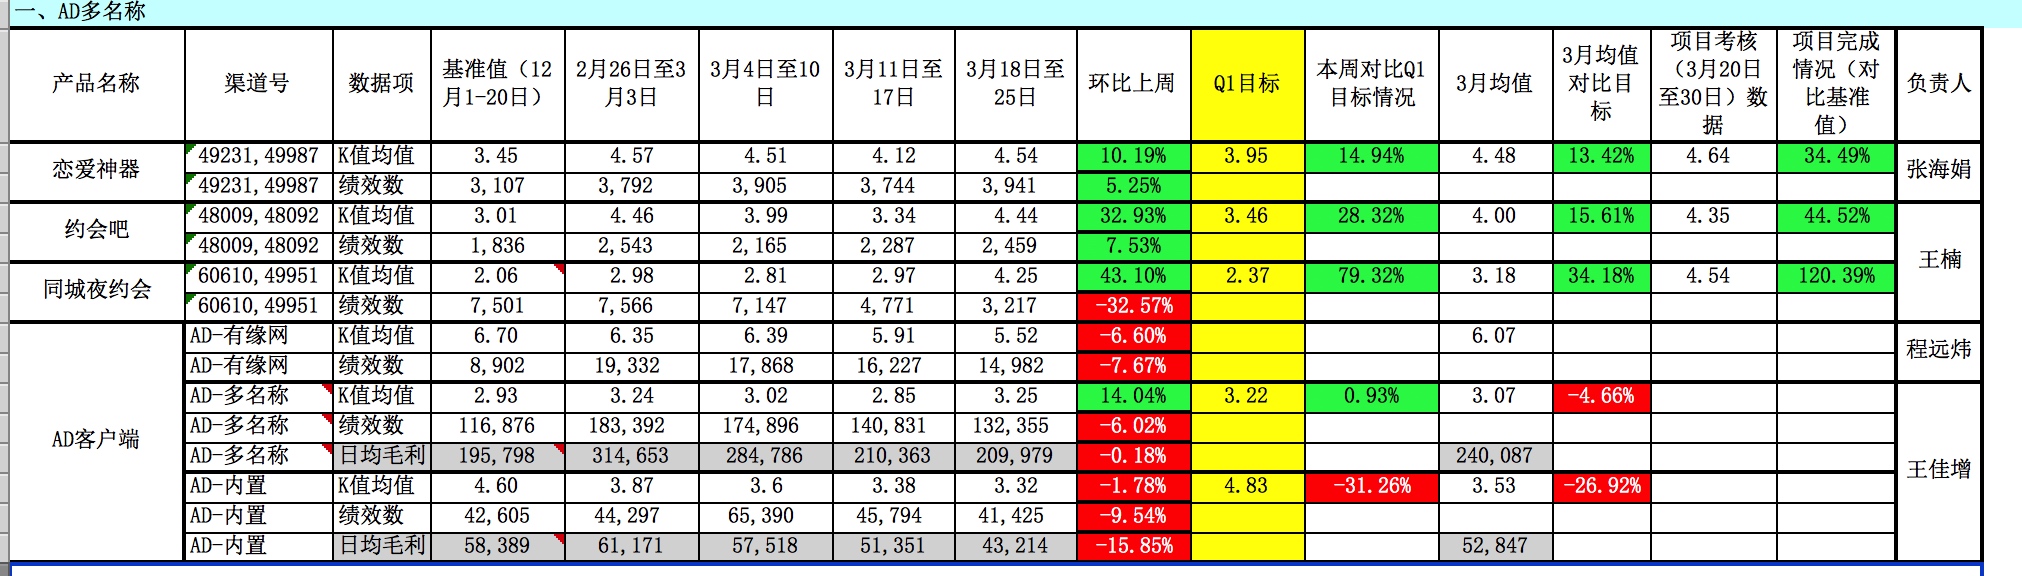 一、AD多名称
产品名称 渠道号 数据项 基准值（12月1-20日） 2月26日至3月3日 3月4日至10日 3月11日至17日 3月18日至25日 环比上周 Q1目标 本周对比Q1目标情况 3月均值 3月均值对比目标 项目考核（3月20日至30日）数据 项目完成情况（对比基准值） 负责人
恋爱神器 49231,49987 K值均值 3.45 4.57 4.51 4.12 4.54 10.19% 3.95 14.94% 4.48 13.42% 4.64 34.49% 张海娟
49231,49987 绩效数 3,107 3,792 3,905 3,744 3,941 5.25%
约会吧 48009,48092 K值均值 3.01 4.46 3.99 3.34 4.44 32.93% 3.46 28.32% 4.00 15.61% 4.35 44.52% 王楠
48009,48092 绩效数 1,836 2,543 2,165 2,287 2,459 7.53%
同城夜约会 60610,49951 K值均值 2.06 2.98 2.81 2.97 4.25 43.10% 2.37 79.32% 3.18 34.18% 4.54 120.39%
60610,49951 绩效数 7,501 7,566 7,147 4,771 3,217 -32.57%
AD客户端 AD-有缘网 K值均值 6.70 6.35 6.39 5.91 5.52 -6.60% 6.07 程远炜
AD-有缘网 绩效数 8,902 19,332 17,868 16,227 14,982 -7.67%
AD-多名称 K值均值 2.93 3.24 3.02 2.85 3.25 14.04% 3.22 0.93% 3.07 -4.66% 王佳增
AD-多名称 绩效数 116,876 183,392 174,896 140,831 132,355 -6.02%
AD-多名称 日均毛利 195,798 314,653 284,786 210,363 209,979 -0.18% 240,087
AD-内置 K值均值 4.60 3.87 3.6 3.38 3.32 -1.78% 4.83 -31.26% 3.53 -26.92%
AD-内置 绩效数 42,605 44,297 65,390 45,794 41,425 -9.54%
AD-内置 日均毛利 58,389 61,171 57,518 51,351 43,214 -15.85% 52,847